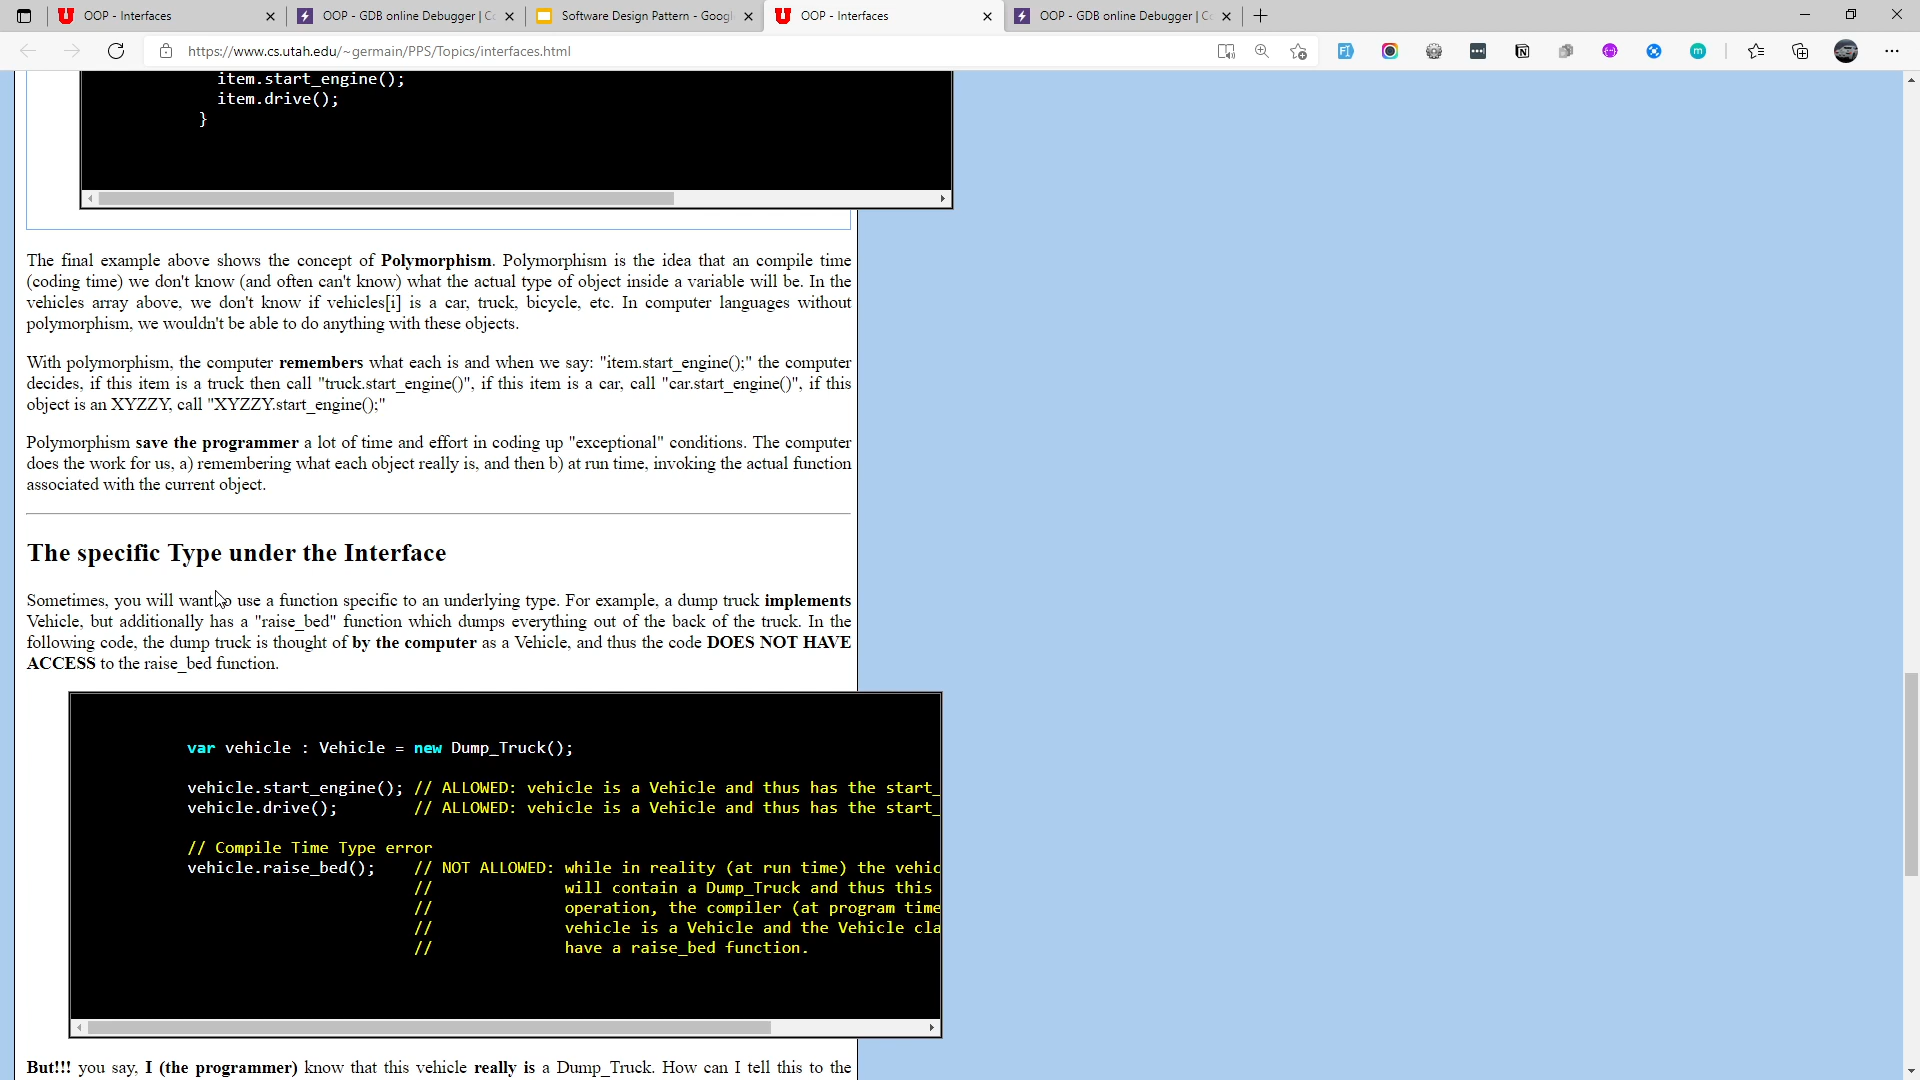 OOP - Interfaces
OOP - GDB online Debugger | C
Software Design Pattern - Googl
OOP - Interfaces
OOP - GDB online Debugger | C
https://www.cs.utah.edu/~germain/PPS/Topics/interfaces.html
item.start_engine();
item.drive();
}
The final example above shows the concept of Polymorphism. Polymorphism is the idea that an compile time
(coding time) we don't know (and often can't know) what the actual type of object inside a variable will be. In the
vehicles array above, we don't know if vehicles[i] is a car, truck, bicycle, etc. In computer languages without
polymorphism, we wouldn't be able to do anything with these objects.
With polymorphism, the computer remembers what each is and when we say: "item.start_engine();" the computer
decides, if this item is a truck then call "truck.start_engine()", if this item is a car, call "car.start_engine()", if this
object is an XYZZY, call "XYZZY.start_engine();"
Polymorphism save the programmer a lot of time and effort in coding up "exceptional" conditions. The computer
does the work for us, a) remembering what each object really is, and then b) at run time, invoking the actual function
associated with the current object.
The specific Type under the Interface
Sometimes, you will want to use a function specific to an underlying type. For example, a dump truck implements
Vehicle, but additionally has a "raise_bed" function which dumps everything out of the back of the truck. In the
following code, the dump truck is thought of by the computer as a Vehicle, and thus the code DOES NOT HAVE
ACCESS to the raise_bed function.
var vehicle : Vehicle = new Dump_Truck();
vehicle.start_engine(); // ALLOWED: vehicle is a Vehicle and thus has the start_
vehicle.drive(); // ALLOWED: vehicle is a Vehicle and thus has the start_
// Compile Time Type error
vehicle.raise_bed(); // NOT ALLOWED: while in reality (at run time) the vehic
// will contain a Dump_Truck and thus this
// operation, the compiler (at program time
// vehicle is a Vehicle and the Vehicle cla
// have a raise_bed function.
But!!! you say, I (the programmer) know that this vehicle really is a Dump_Truck. How can I tell this to the